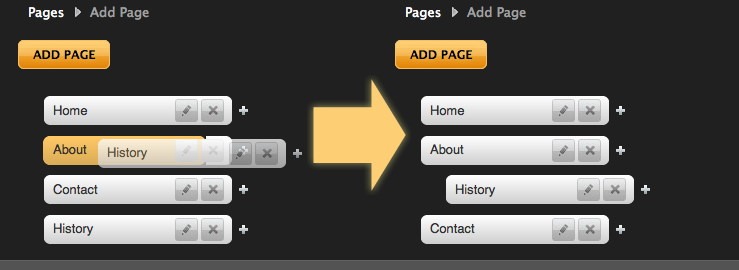 Pages Add Page
ADD PAGE
Home
About
History
Contact
History
Pages Add Page
ADD PAGE
Home
About
History
Contact